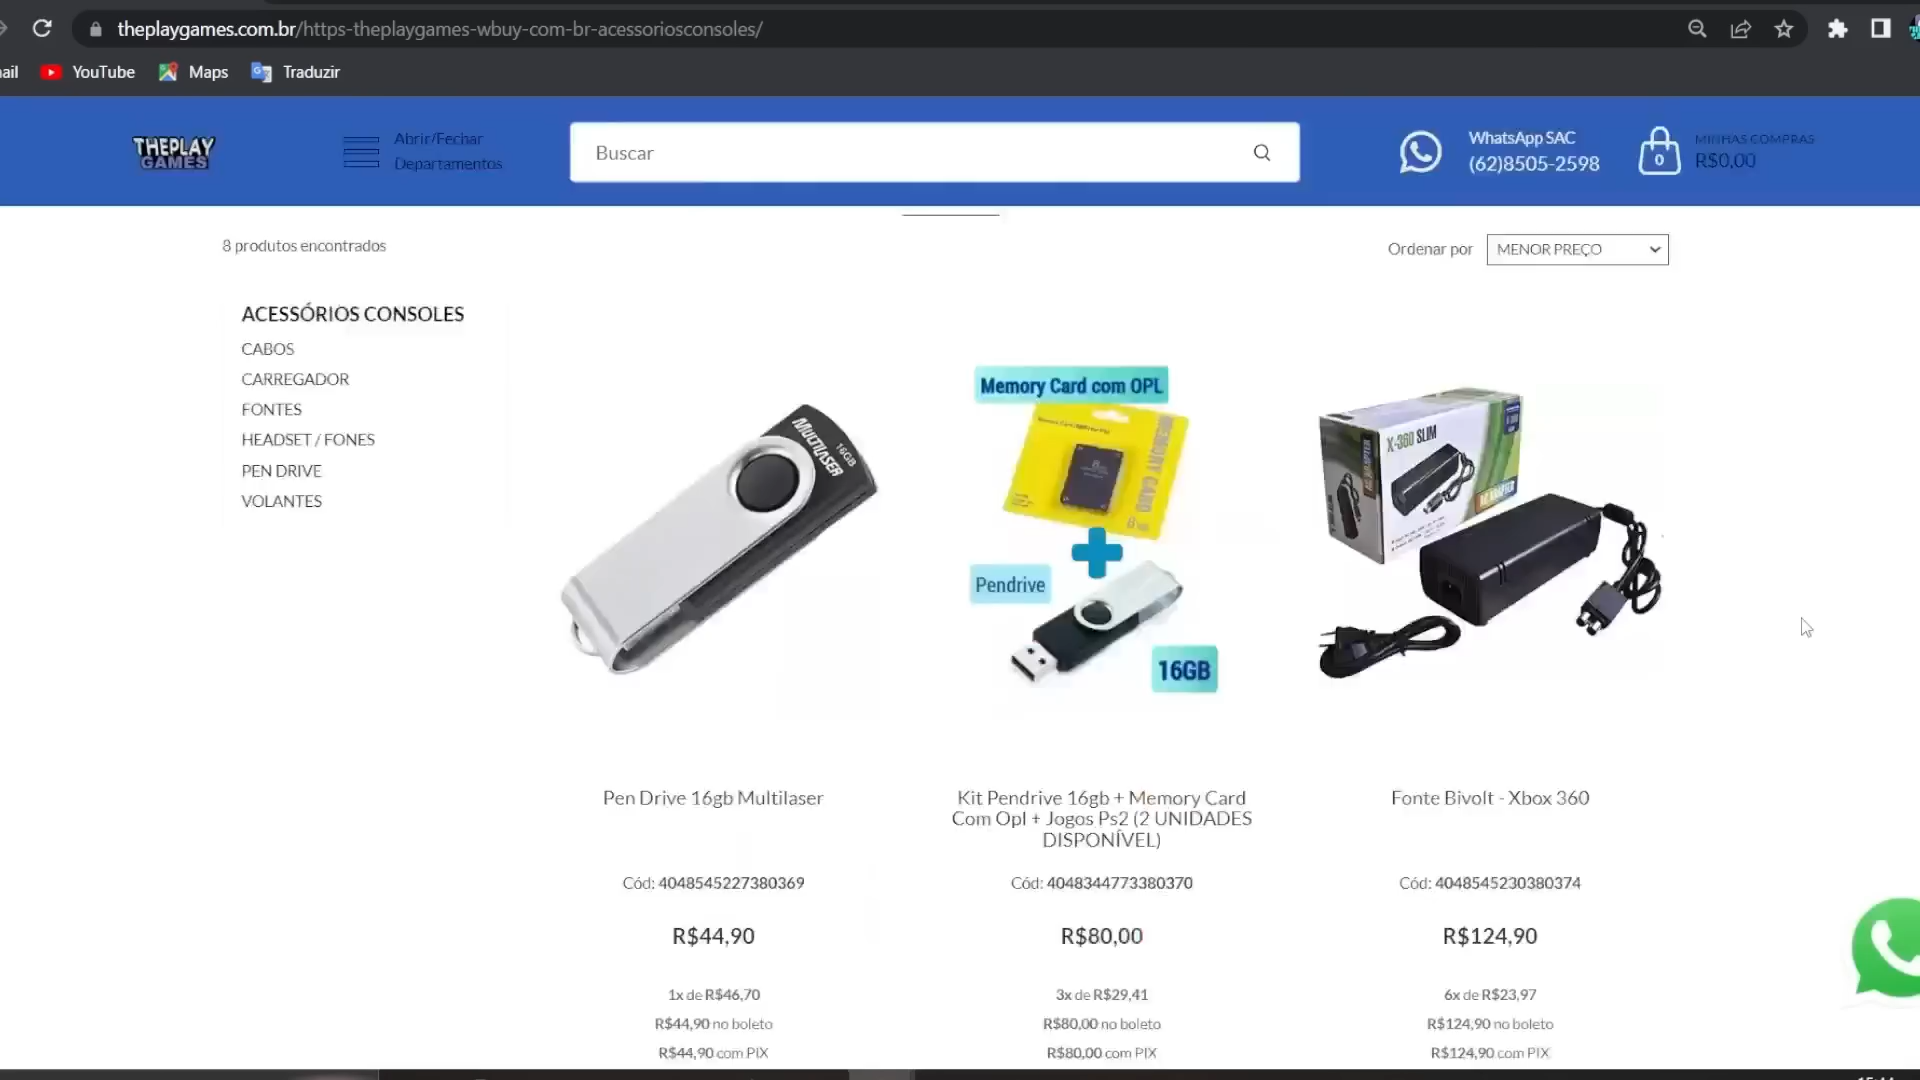 theplaygames.com.br/https-theplaygames-wbuy-com-br-acessoriosconsoles/
ail YouTube Maps Traduzir
THEPLAY
GAMES
Abrir/Fechar
Departamentos
Buscar
WhatsApp SAC
(62)8505-2598
0
MINHAS COMPRAS
R$0,00
8 produtos encontrados
Ordenar por MENOR PREÇO
ACESSÓRIOS CONSOLES
CABOS
CARREGADOR
FONTES
HEADSET / FONES
PEN DRIVE
VOLANTES
MULTILASER
16GB
Memory Card com OPL
MEMORY CARD
Pendrive
16GB
X-360 SLIM
AC ADAPTER
Pen Drive 16gb Multilaser
Cód: 4048545227380369
R$44,90
1x de R$46,70
R$44,90 no boleto
R$44,90 com PIX
Kit Pendrive 16gb + Memory Card
Com Opl + Jogos Ps2 (2 UNIDADES
DISPONÍVEL)
Cód: 4048344773380370
R$80,00
3x de R$29,41
R$80,00 no boleto
R$80,00 com PIX
Fonte Bivolt - Xbox 360
Cód: 4048545230380374
R$124,90
6x de R$23,97
R$124,90 no boleto
R$124,90 com PIX